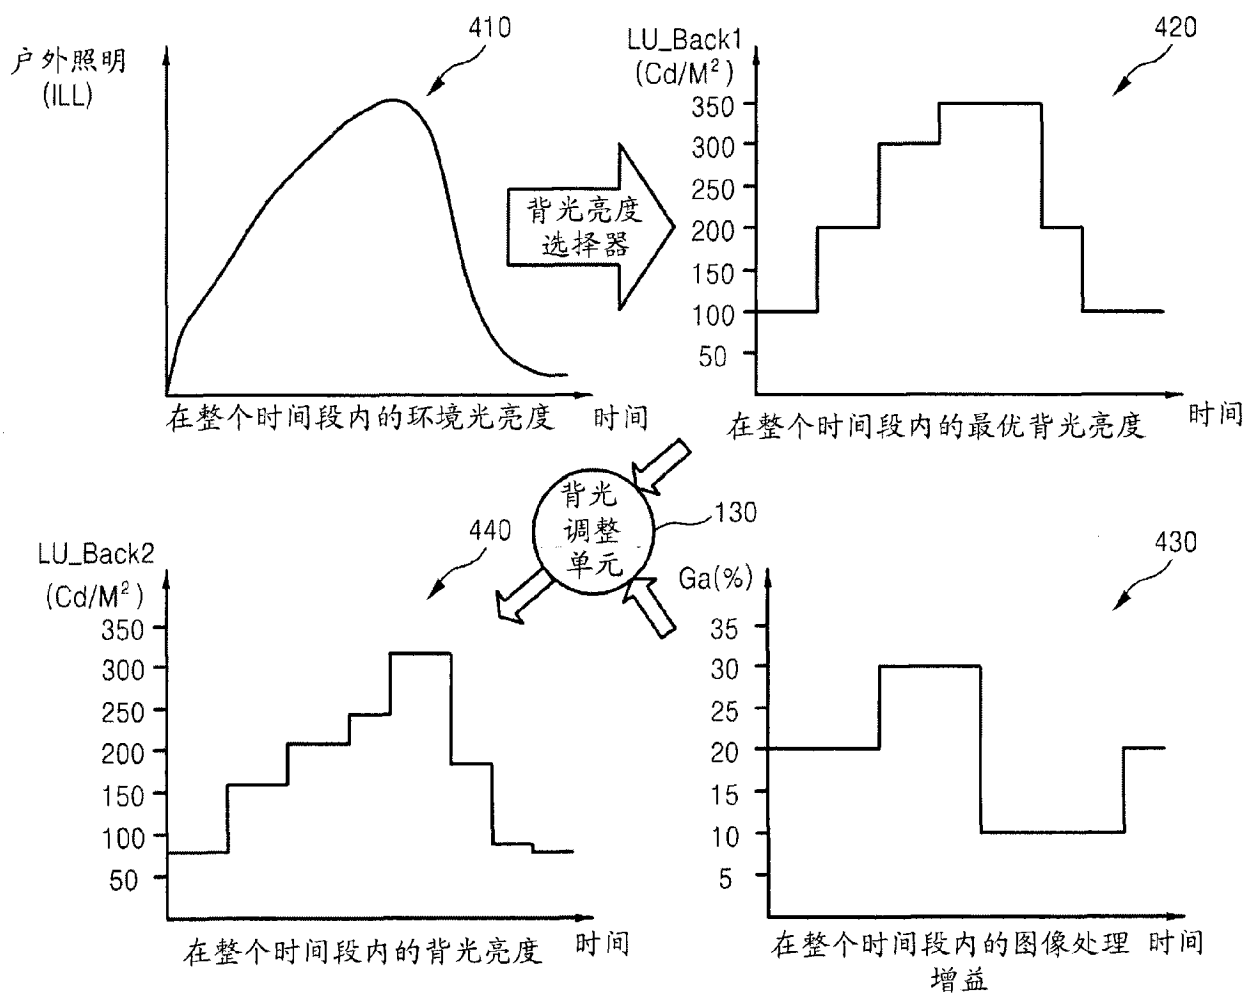 户外照明
(ILL)
410
在整个时间段内的环境光亮度
时间
背光亮度
选择器
LU_Back1
(Cd/M²)
420
350
300
250
200
150
100
50
在整个时间段内的最优背光亮度
时间
背光
调整
单元
130
LU_Back2
(Cd/M²)
440
350
300
250
200
150
100
50
在整个时间段内的背光亮度
时间
Ga(%)
430
35
30
25
20
15
10
5
在整个时间段内的图像处理
增益
时间